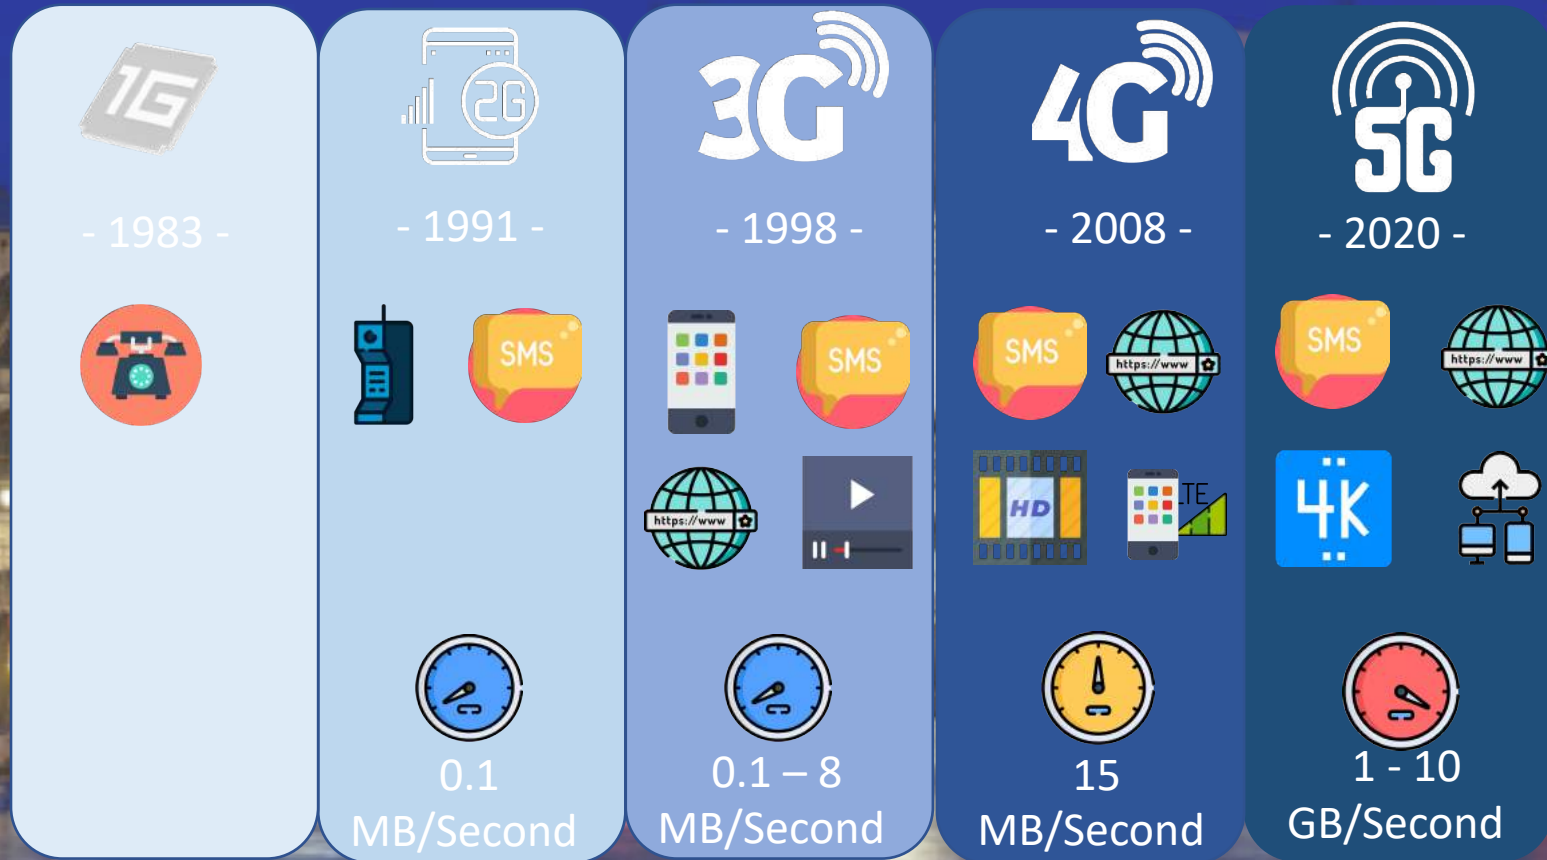 1G
- 1983 -
2G
- 1991 -
SMS
0.1
MB/Second
3G
- 1998 -
SMS
https://www
0.1 – 8
MB/Second
4G
- 2008 -
SMS
https://www
HD
TE
15
MB/Second
5G
- 2020 -
SMS
https://www
4K
1 - 10
GB/Second